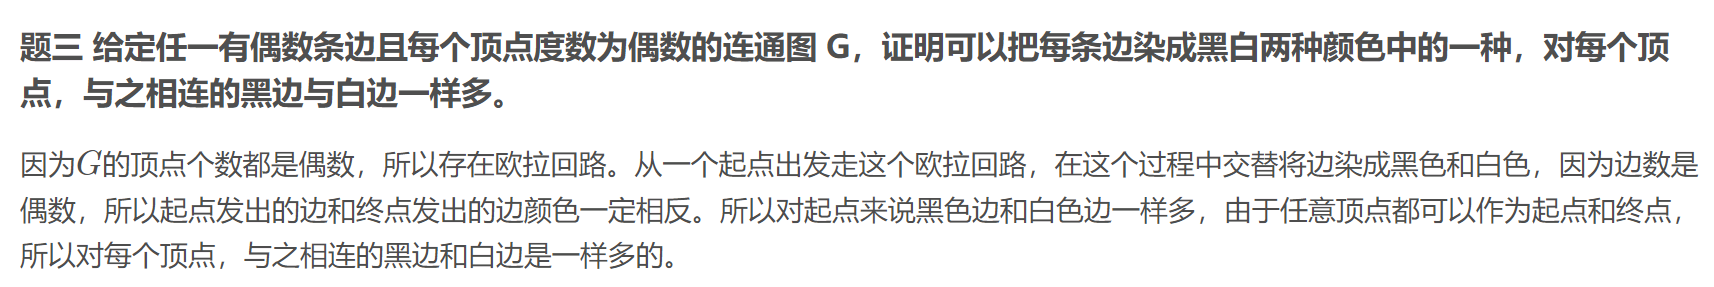 题三 给定任一有偶数条边且每个顶点度数为偶数的连通图 G，证明可以把每条边染成黑白两种颜色中的一种，对每个顶
点，与之相连的黑边与白边一样多。
因为G的顶点个数都是偶数，所以存在欧拉回路。从一个起点出发走这个欧拉回路，在这个过程中交替将边染成黑色和白色，因为边数是
偶数，所以起点发出的边和终点发出的边颜色一定相反。所以对起点来说黑色边和白色边一样多，由于任意顶点都可以作为起点和终点，
所以对每个顶点，与之相连的黑边和白边是一样多的。